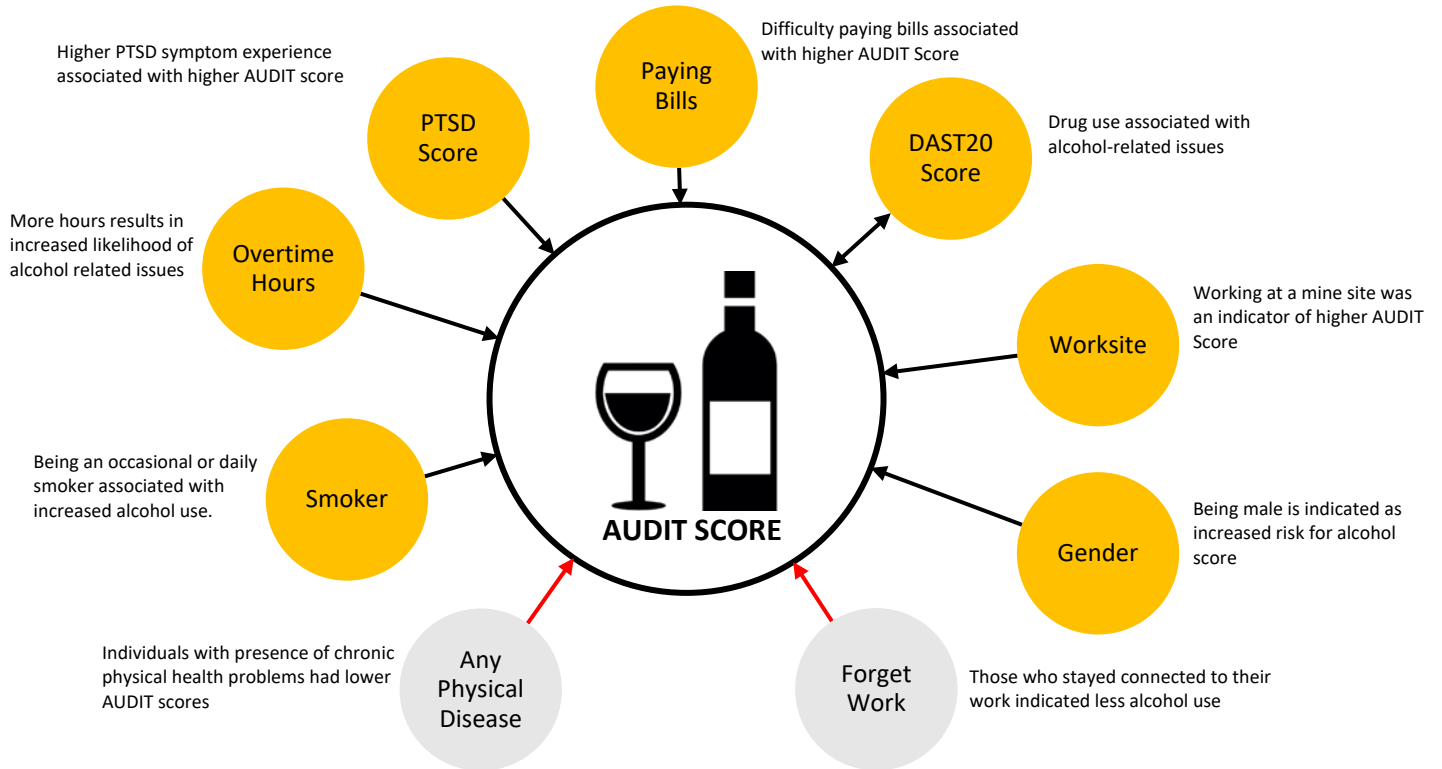 Higher PTSD symptom experience
associated with higher AUDIT score
PTSD
Score
Paying
Bills
Difficulty paying bills associated
with higher AUDIT Score
DAST20
Score
Drug use associated with
alcohol-related issues
More hours results in
increased likelihood of
alcohol related issues
Overtime
Hours
Worksite
Working at a mine site was
an indicator of higher AUDIT
Score
Being an occasional or daily
smoker associated with
increased alcohol use.
Smoker
AUDIT SCORE
Gender
Being male is indicated as
increased risk for alcohol
score
Individuals with presence of chronic
physical health problems had lower
AUDIT scores
Any
Physical
Disease
Forget
Work
Those who stayed connected to their
work indicated less alcohol use